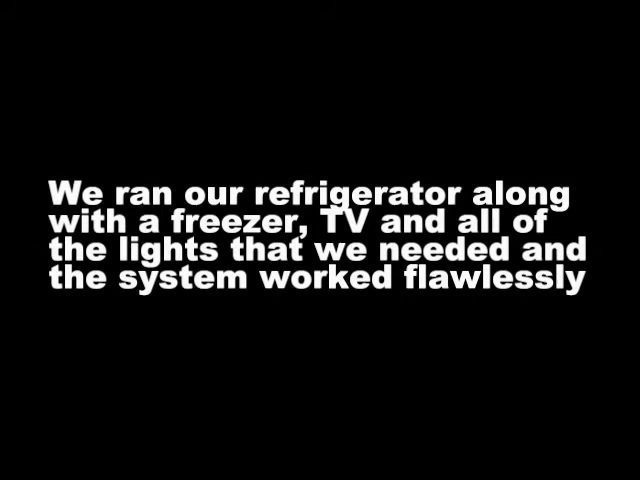 We ran our refrigerator along
with a freezer, TV and all of
the lights that we needed and
the system worked flawlessly